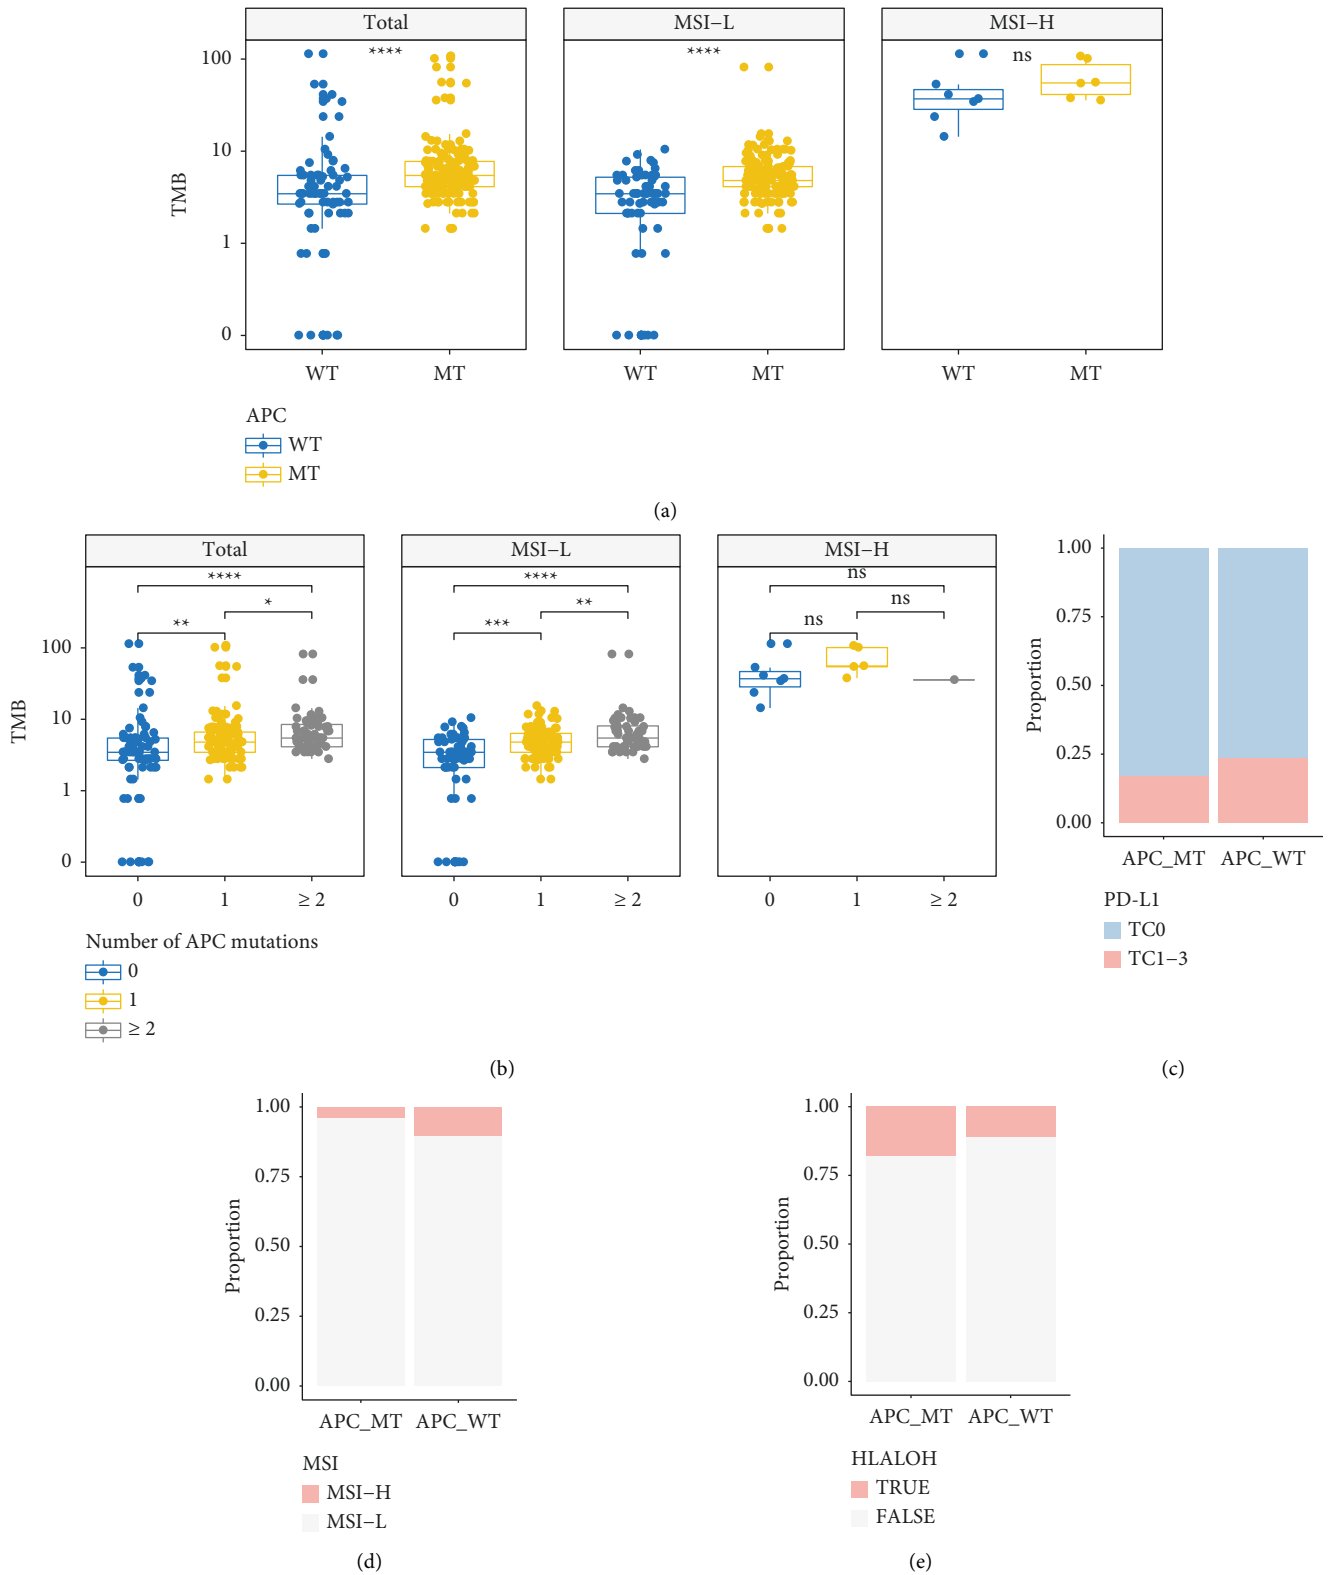 Total MSI–L MSI–H
**** **** ns
100
10
1
0
TMB
WT MT WT MT WT MT
APC
WT
MT
(a)
Total MSI–L MSI–H
**** **** ns
* ** ns
** *** ns
100
10
1
0
TMB
0 1 ≥ 2 0 1 ≥ 2 0 1 ≥ 2
Number of APC mutations
0
1
≥ 2
(b)
1.00
0.75
0.50
0.25
0.00
Proportion
APC_MT APC_WT
PD-L1
TC0
TC1–3
(c)
1.00
0.75
0.50
0.25
0.00
Proportion
APC_MT APC_WT
MSI
MSI–H
MSI–L
(d)
1.00
0.75
0.50
0.25
0.00
Proportion
APC_MT APC_WT
HLALOH
TRUE
FALSE
(e)